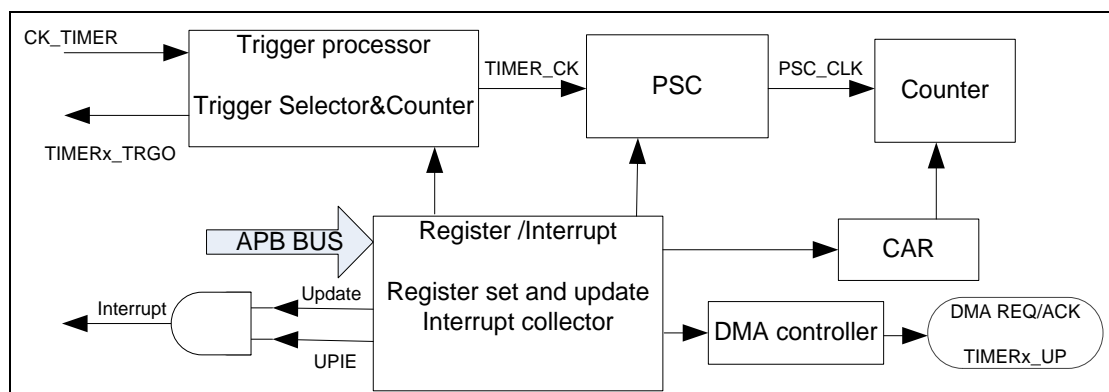 CK_TIMER
TIMERx_TRGO
Trigger processor
Trigger Selector&Counter
TIMER_CK
PSC
PSC_CLK
Counter
APB BUS
Register /Interrupt
Register set and update
Interrupt collector
CAR
Interrupt
Update
UPIE
DMA controller
DMA REQ/ACK
TIMERx_UP